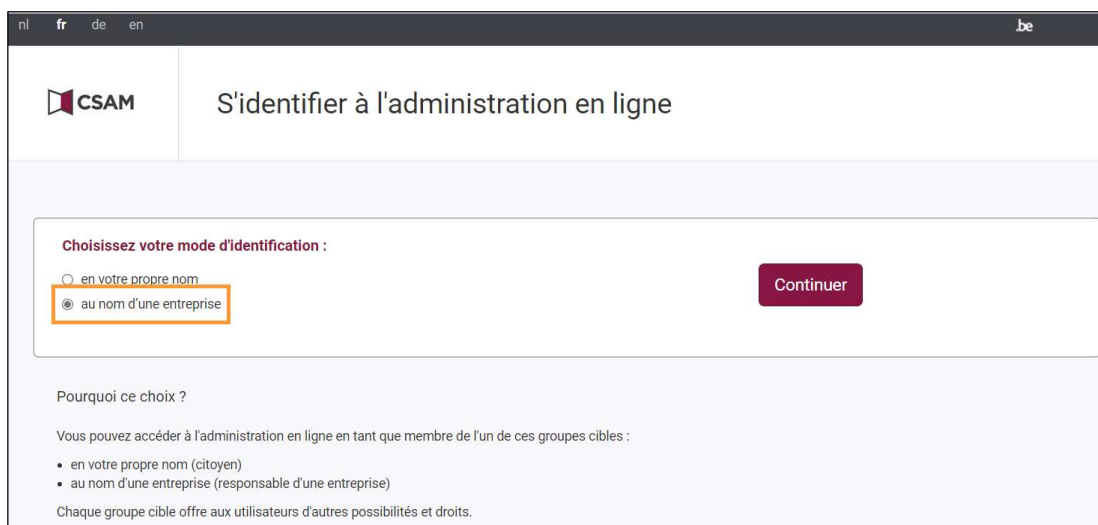 nl fr de en .be
CSAM
S'identifier à l'administration en ligne
Choisissez votre mode d'identification :
en votre propre nom
au nom d'une entreprise
Continuer
Pourquoi ce choix ?
Vous pouvez accéder à l'administration en ligne en tant que membre de l'un de ces groupes cibles :
• en votre propre nom (citoyen)
• au nom d'une entreprise (responsable d'une entreprise)
Chaque groupe cible offre aux utilisateurs d'autres possibilités et droits.